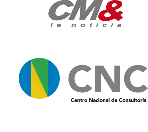 CM&
la noticia
CNC
Centro Nacional de Consultoría